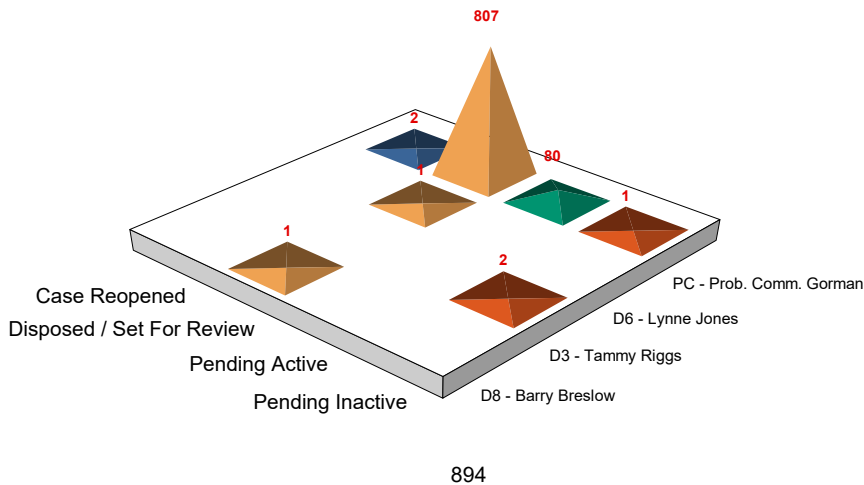 807
2
80
1
1
1
2
PC - Prob. Comm. Gorman
Case Reopened
D6 - Lynne Jones
Disposed / Set For Review
D3 - Tammy Riggs
Pending Active
D8 - Barry Breslow
Pending Inactive
894